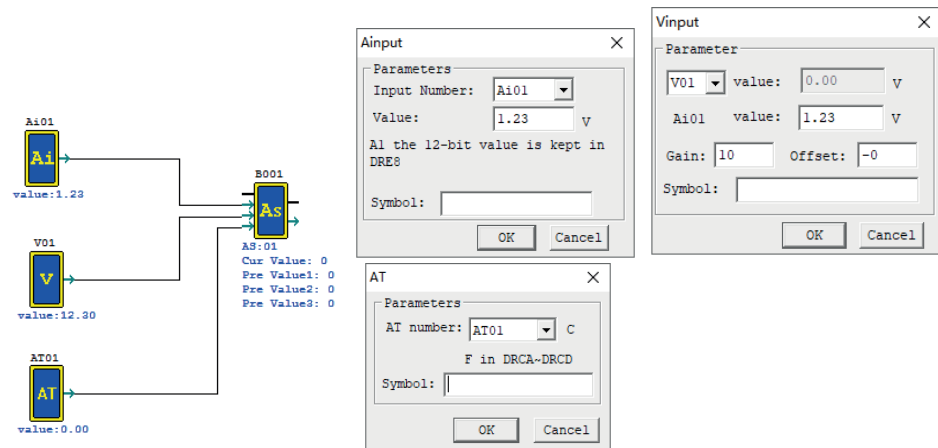 Ai01
Ai
value:1.23
V01
V
value:12.30
AT01
AT
value:0.00
B001
As
AS:01
Cur Value: 0
Pre Value1: 0
Pre Value2: 0
Pre Value3: 0
Ainput
Parameters
Input Number: Ai01
Value: 1.23 V
Al the 12-bit value is kept in
DRE8
Symbol:
OK Cancel
AT
Parameters
AT number: AT01 C
F in DRCA~DRCD
Symbol:
OK Cancel
Vinput
Parameter
V01 value: 0.00 V
Ai01 value: 1.23 V
Gain: 10 Offset: -0
Symbol:
OK Cancel